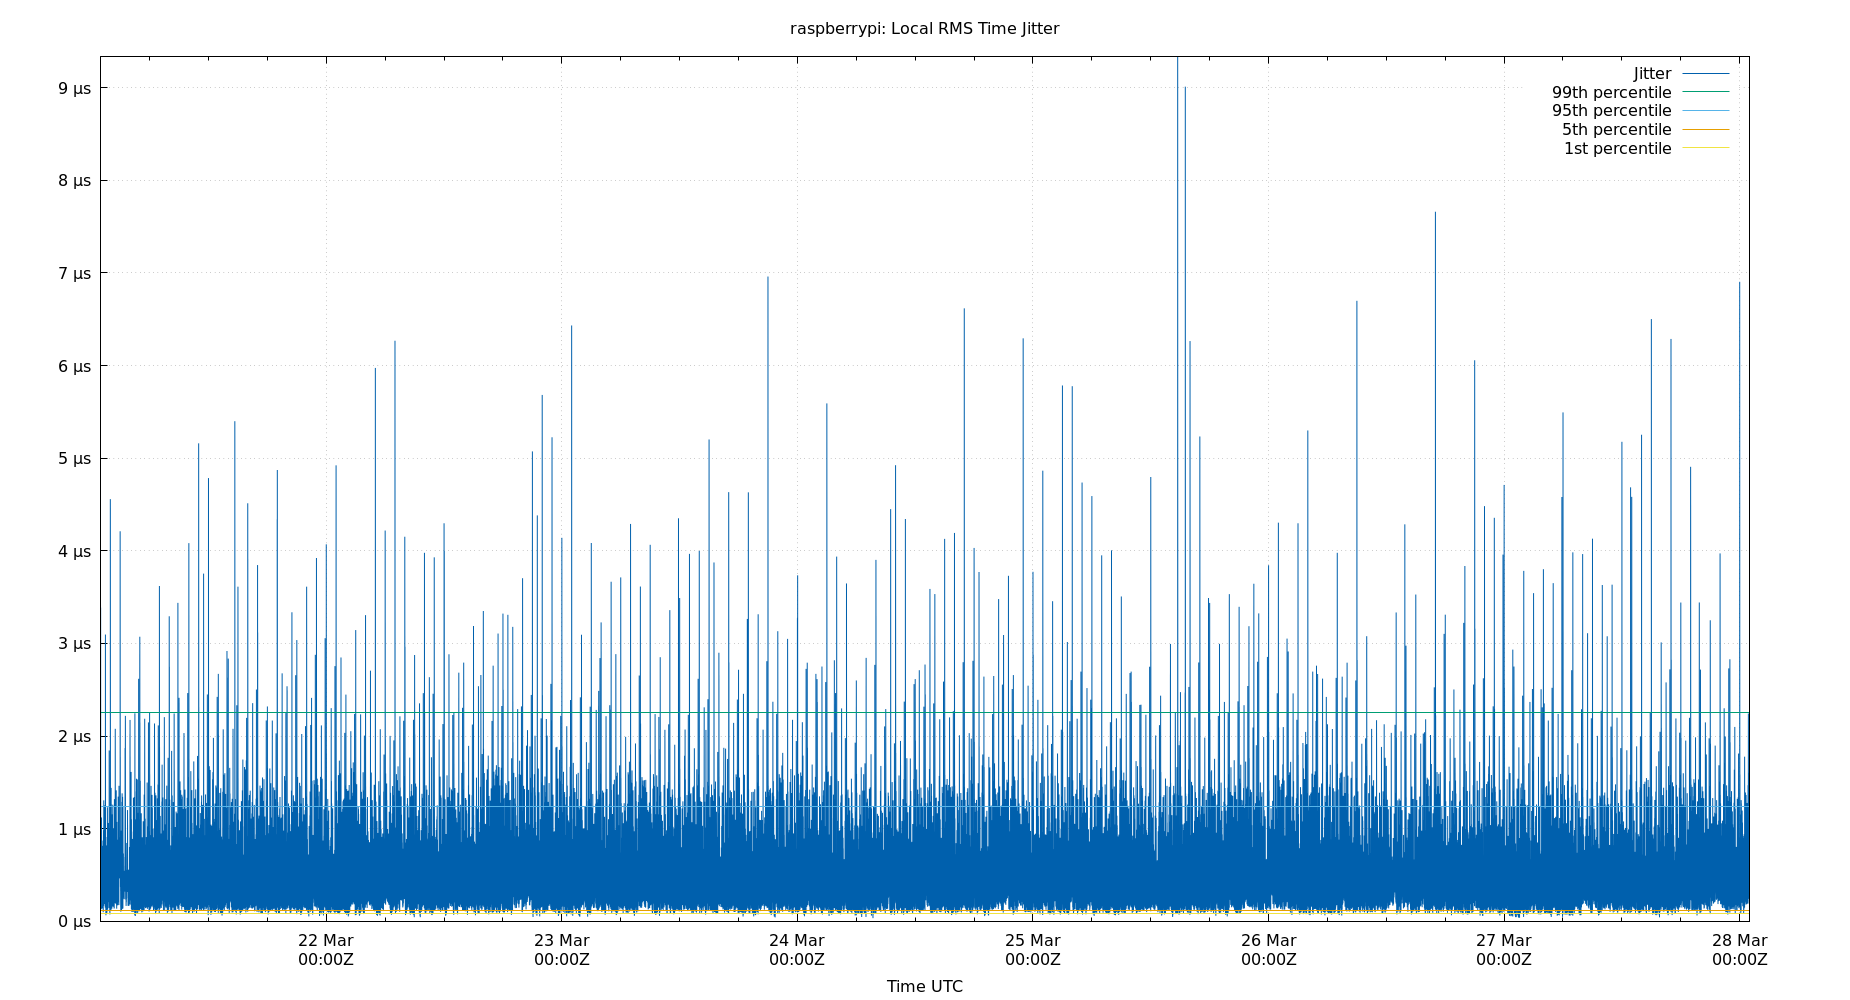 raspberrypi: Local RMS Time Jitter
Jitter
99th percentile
95th percentile
5th percentile
1st percentile
9 µs
8 µs
7 µs
6 µs
5 µs
4 µs
3 µs
2 µs
1 µs
0 µs
22 Mar 23 Mar 24 Mar 25 Mar 26 Mar 27 Mar 28 Mar
00:00Z 00:00Z 00:00Z 00:00Z 00:00Z 00:00Z 00:00Z
Time UTC